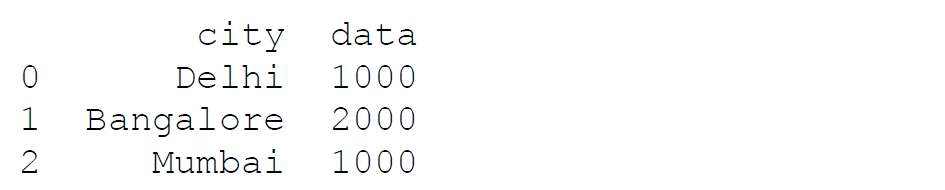 city data
0 Delhi 1000
1 Bangalore 2000
2 Mumbai 1000